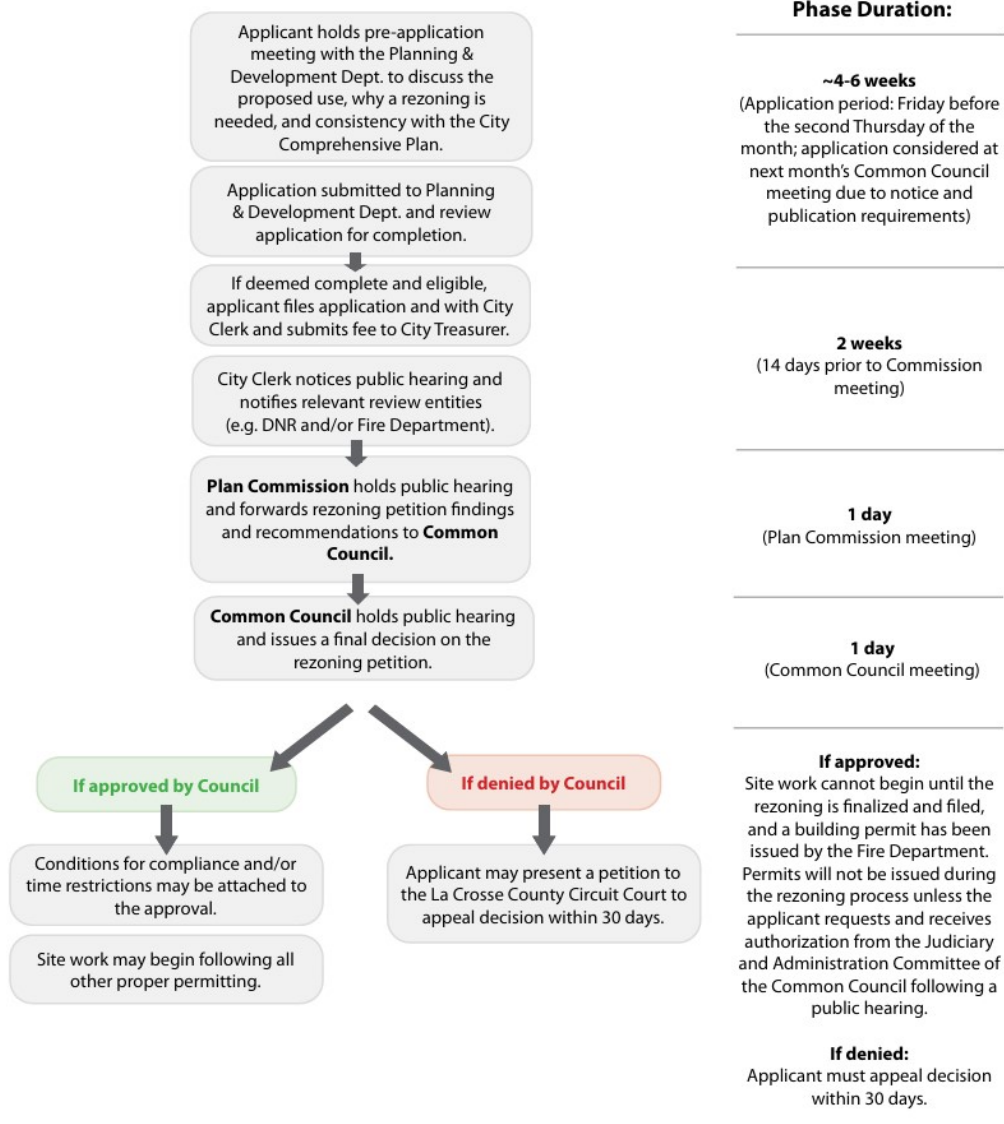 Applicant holds pre-application
meeting with the Planning &
Development Dept. to discuss the
proposed use, why a rezoning is
needed, and consistency with the City
Comprehensive Plan.
Application submitted to Planning
& Development Dept. and review
application for completion.
If deemed complete and eligible,
applicant files application and with City
Clerk and submits fee to City Treasurer.
City Clerk notices public hearing and
notifies relevant review entities
(e.g. DNR and/or Fire Department).
Plan Commission holds public hearing
and forwards rezoning petition findings
and recommendations to Common
Council.
Common Council holds public hearing
and issues a final decision on the
rezoning petition.
If approved by Council
Conditions for compliance and/or
time restrictions may be attached to
the approval.
Site work may begin following all
other proper permitting.
If denied by Council
Applicant may present a petition to
the La Crosse County Circuit Court to
appeal decision within 30 days.
Phase Duration:
~4-6 weeks
(Application period: Friday before
the second Thursday of the
month; application considered at
next month's Common Council
meeting due to notice and
publication requirements)
2 weeks
(14 days prior to Commission
meeting)
1 day
(Plan Commission meeting)
1 day
(Common Council meeting)
If approved:
Site work cannot begin until the
rezoning is finalized and filed,
and a building permit has been
issued by the Fire Department.
Permits will not be issued during
the rezoning process unless the
applicant requests and receives
authorization from the Judiciary
and Administration Committee of
the Common Council following a
public hearing.
If denied:
Applicant must appeal decision
within 30 days.